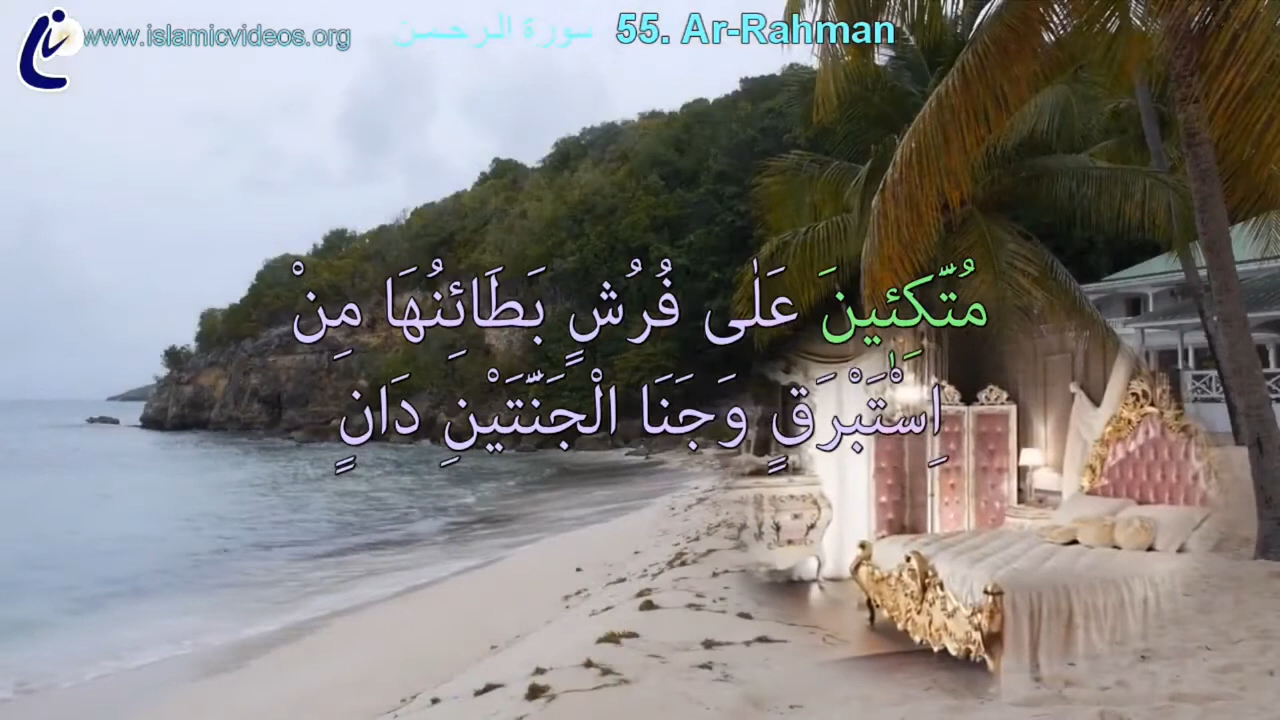 www.islamicvideos.org سورة الرحمن 55. Ar-Rahman
مُتَّكَـِٔينَ عَلٰى فُرُشٍ بَطَائِنُهَا مِنْ
اِسْتَبْرَقٍ وَجَنَا الْجَنَّتَيْنِ دَانٍ